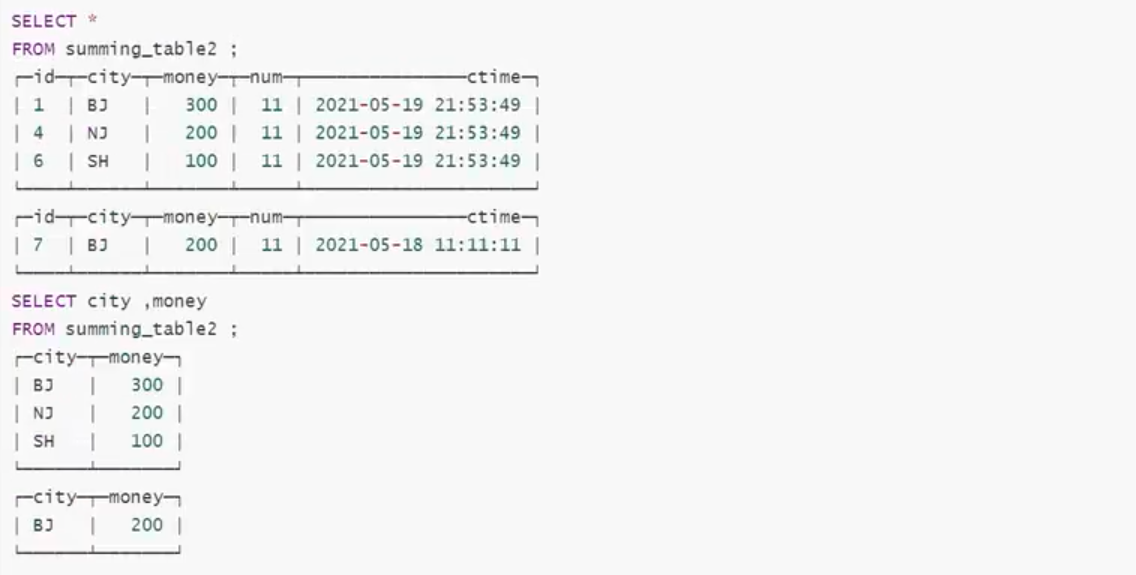 SELECT *
FROM summing_table2 ;
┌─id─┬─city─┬─money─┬─num─┬───────────────ctime─┐
| 1 | BJ | 300 | 11 | 2021-05-19 21:53:49 |
| 4 | NJ | 200 | 11 | 2021-05-19 21:53:49 |
| 6 | SH | 100 | 11 | 2021-05-19 21:53:49 |
└────┴──────┴───────┴─────┴─────────────────────┘
┌─id─┬─city─┬─money─┬─num─┬───────────────ctime─┐
| 7 | BJ | 200 | 11 | 2021-05-18 11:11:11 |
└────┴──────┴───────┴─────┴─────────────────────┘
SELECT city ,money
FROM summing_table2 ;
┌─city─┬─money─┐
| BJ | 300 |
| NJ | 200 |
| SH | 100 |
└──────┴───────┘
┌─city─┬─money─┐
| BJ | 200 |
└──────┴───────┘